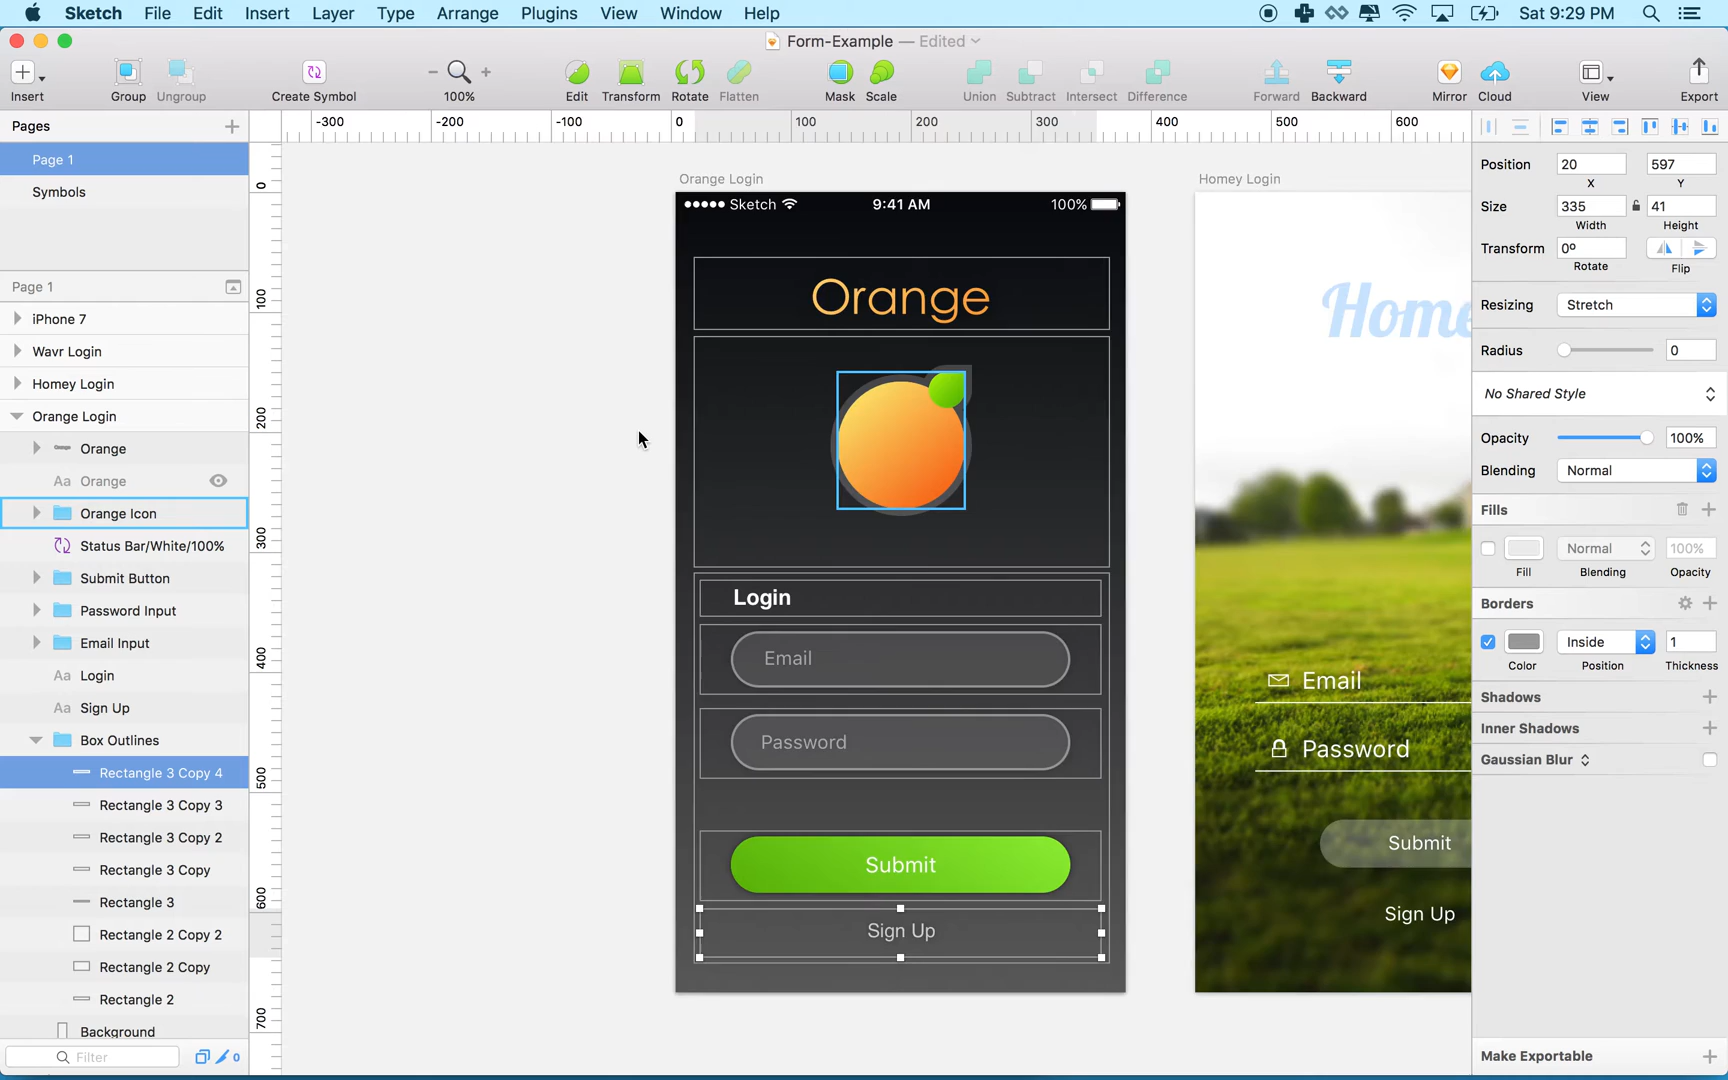 Sketch File Edit Insert Layer Type Arrange Plugins View Window Help Sat 9:29 PM
Form-Example — Edited
Insert Group Ungroup Create Symbol 100% Edit Transform Rotate Flatten Mask Scale Union Subtract Intersect Difference Forward Backward Mirror Cloud View Export
Pages
Page 1
Symbols
Page 1
iPhone 7
Wavr Login
Homey Login
Orange Login
Orange
Orange
Orange Icon
Status Bar/White/100%
Submit Button
Password Input
Email Input
Login
Sign Up
Box Outlines
Rectangle 3 Copy 4
Rectangle 3 Copy 3
Rectangle 3 Copy 2
Rectangle 3 Copy
Rectangle 3
Rectangle 2 Copy 2
Rectangle 2 Copy
Rectangle 2
Background
Filter 0
-300 -200 -100 0 100 200 300 400 500 600
0
100
200
300
400
500
600
700
Orange Login
Sketch 9:41 AM 100%
Orange
Login
Email
Password
Submit
Sign Up
Homey Login
Home
Email
Password
Submit
Sign Up
Position 20 597
X Y
Size 335 41
Width Height
Transform 0º
Rotate Flip
Resizing Stretch
Radius 0
No Shared Style
Opacity 100%
Blending Normal
Fills
Normal 100%
Fill Blending Opacity
Borders
Inside 1
Color Position Thickness
Shadows
Inner Shadows
Gaussian Blur
Make Exportable